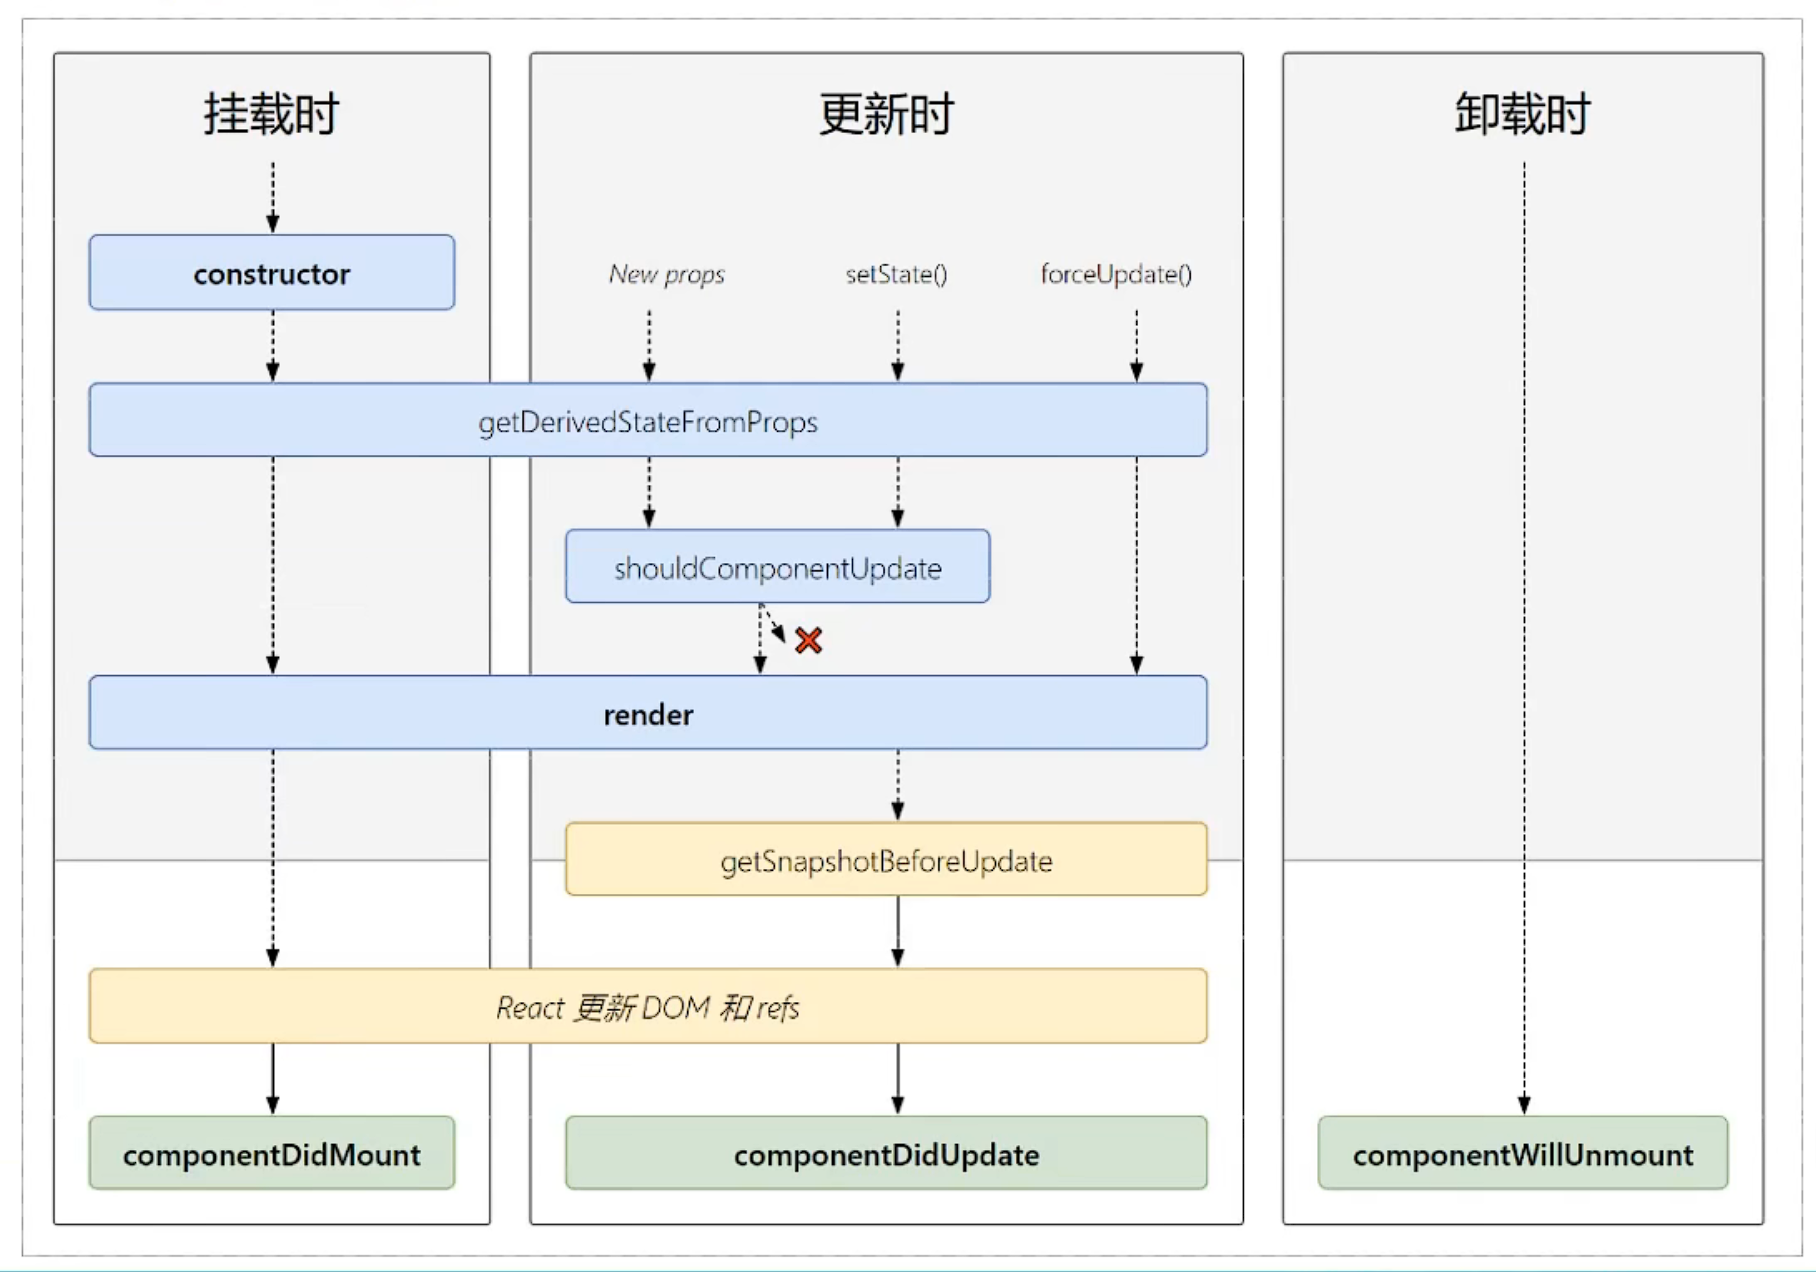 挂载时
更新时
卸载时
constructor
New props
setState()
forceUpdate()
getDerivedStateFromProps
shouldComponentUpdate
render
getSnapshotBeforeUpdate
React 更新 DOM 和 refs
componentDidMount
componentDidUpdate
componentWillUnmount